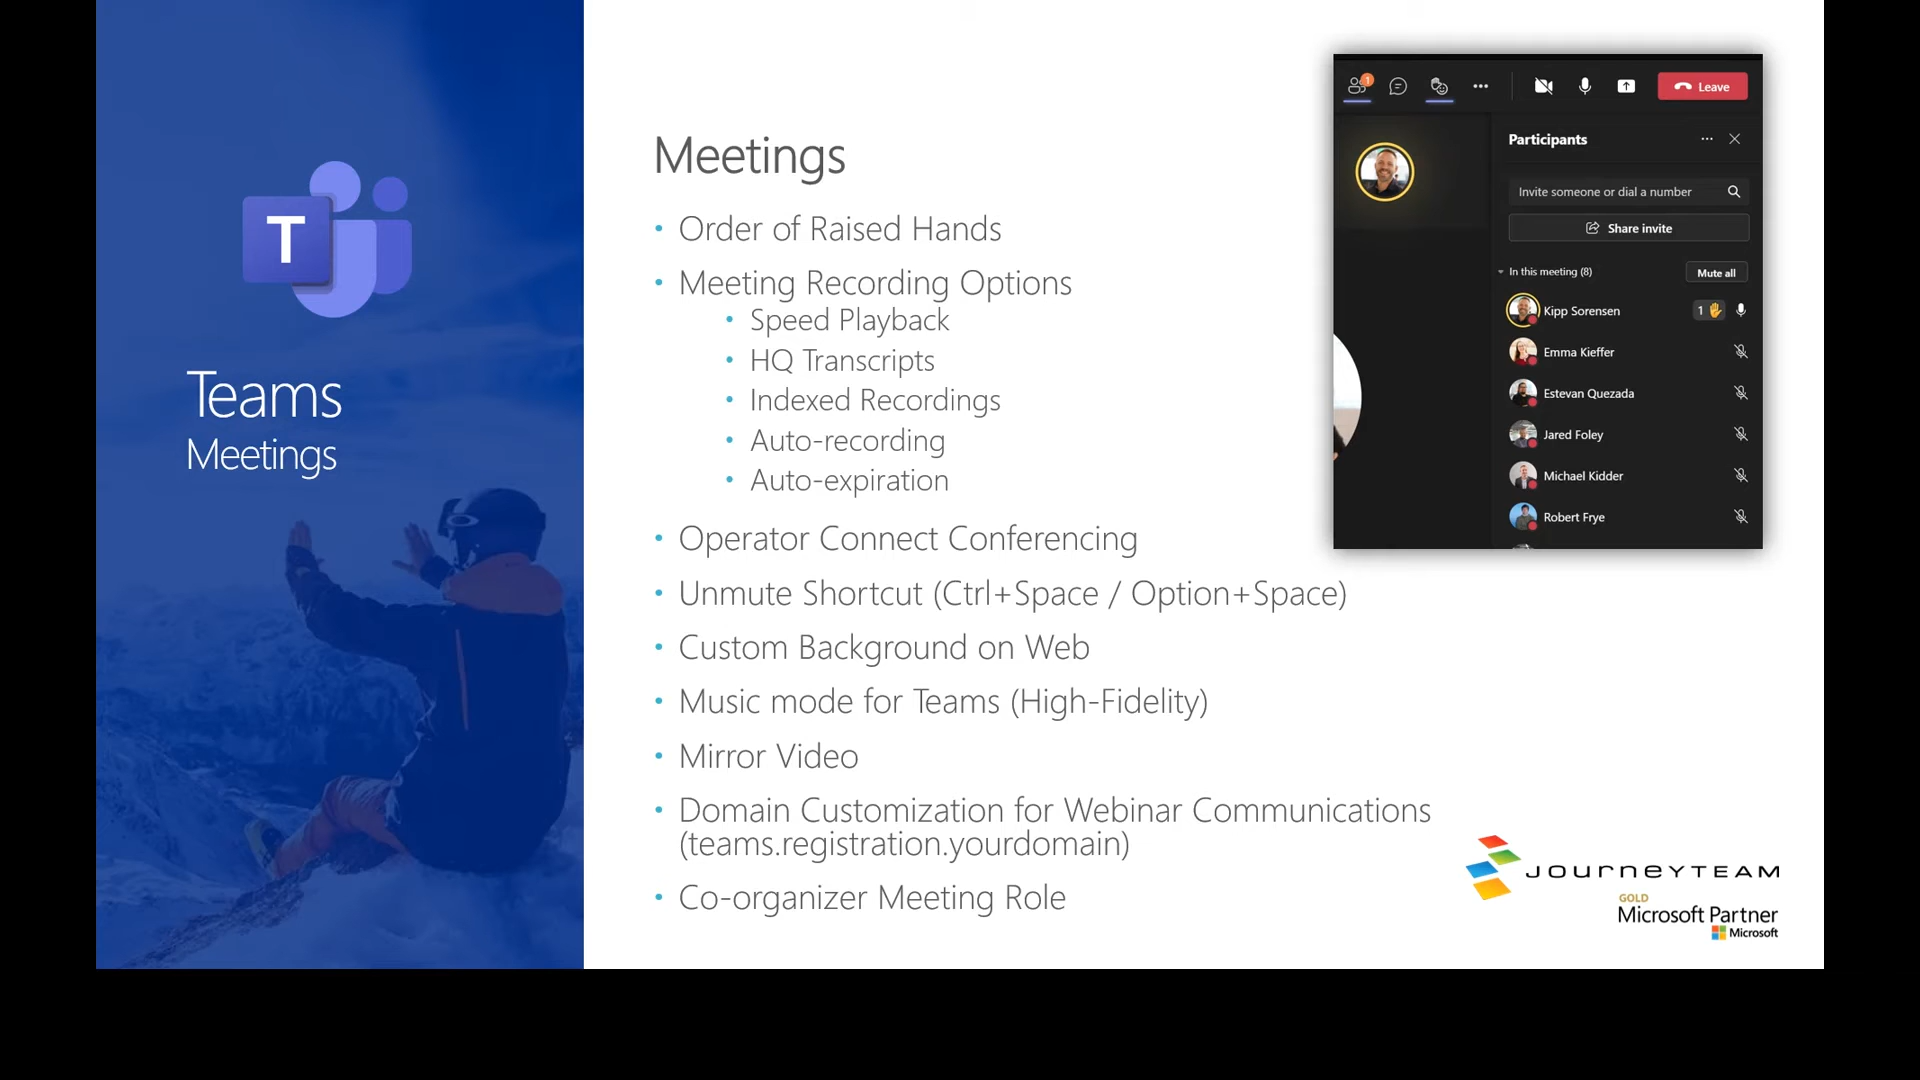 T
Teams
Meetings
Meetings
• Order of Raised Hands
• Meeting Recording Options
• Speed Playback
• HQ Transcripts
• Indexed Recordings
• Auto-recording
• Auto-expiration
• Operator Connect Conferencing
• Unmute Shortcut (Ctrl+Space / Option+Space)
• Custom Background on Web
• Music mode for Teams (High-Fidelity)
• Mirror Video
• Domain Customization for Webinar Communications
(teams.registration.yourdomain)
• Co-organizer Meeting Role
1
Leave
Participants
Invite someone or dial a number
Share invite
In this meeting (8)
Mute all
Kipp Sorensen
1
Emma Kieffer
Estevan Quezada
Jared Foley
Michael Kidder
Robert Frye
JOURNEYTEAM
GOLD
Microsoft Partner
Microsoft